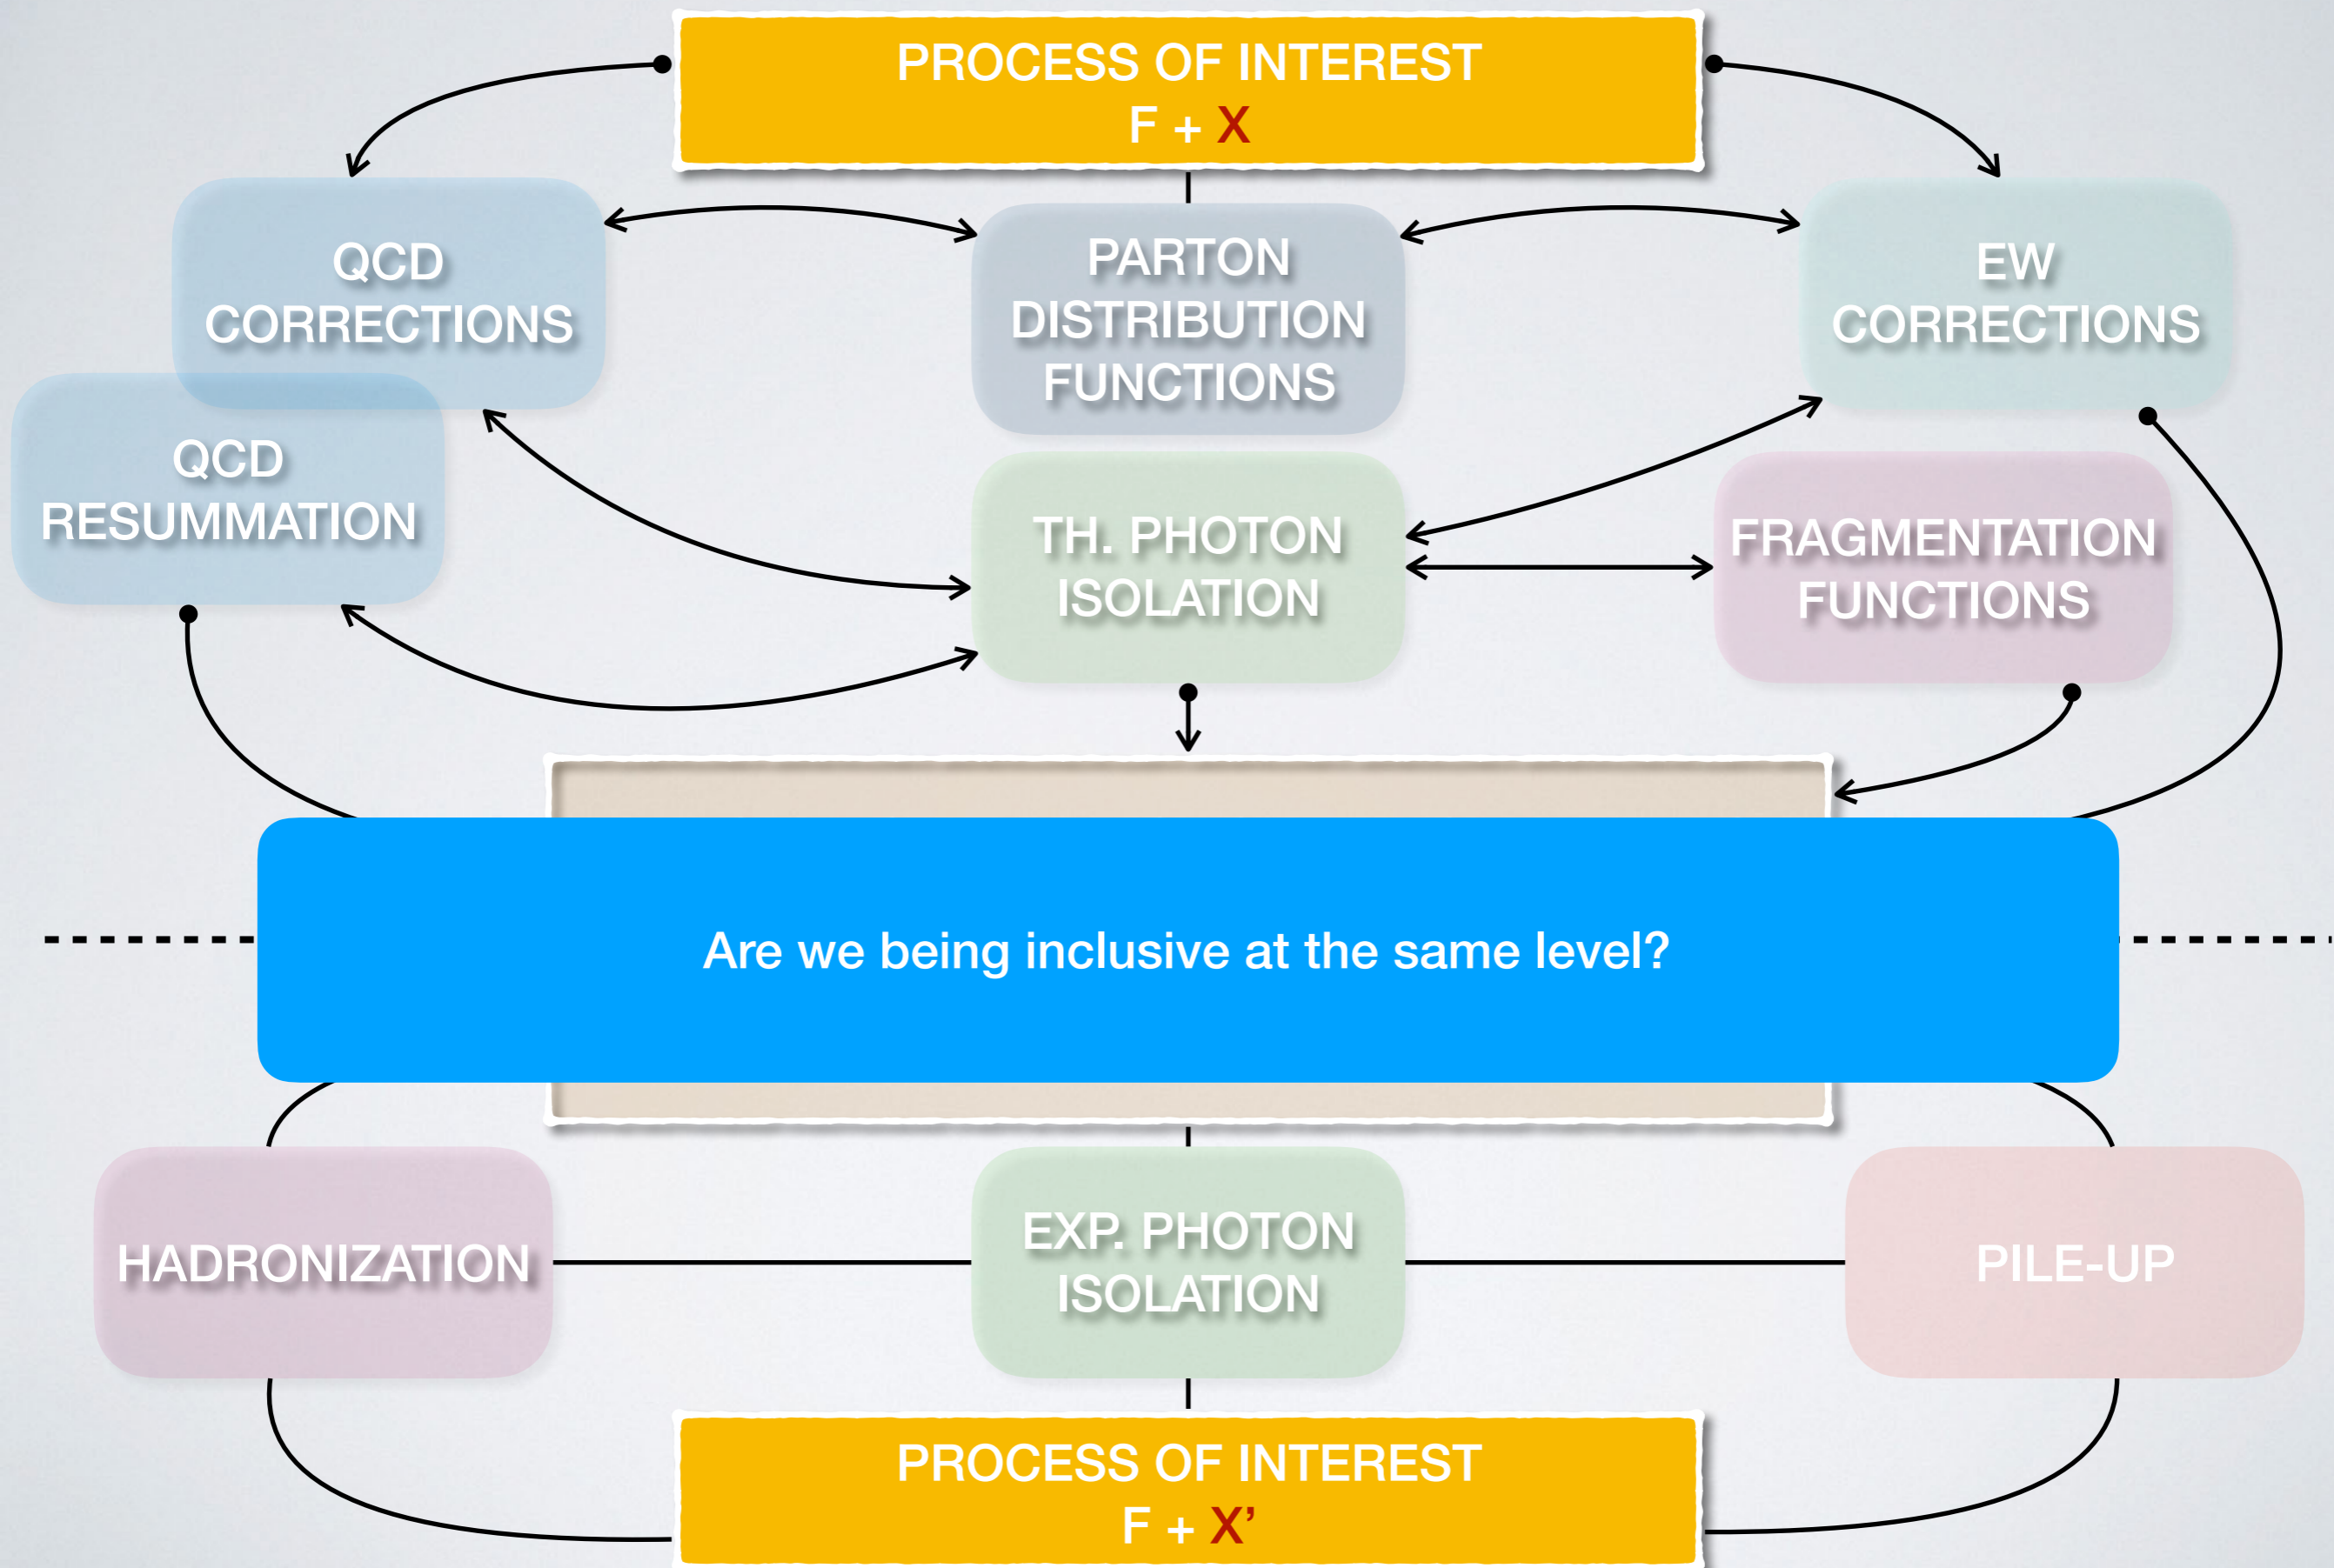 PROCESS OF INTEREST
F + X
QCD
CORRECTIONS
PARTON
DISTRIBUTION
FUNCTIONS
EW
CORRECTIONS
QCD
RESUMMATION
TH. PHOTON
ISOLATION
FRAGMENTATION
FUNCTIONS
Are we being inclusive at the same level?
HADRONIZATION
EXP. PHOTON
ISOLATION
PILE-UP
PROCESS OF INTEREST
F + X’